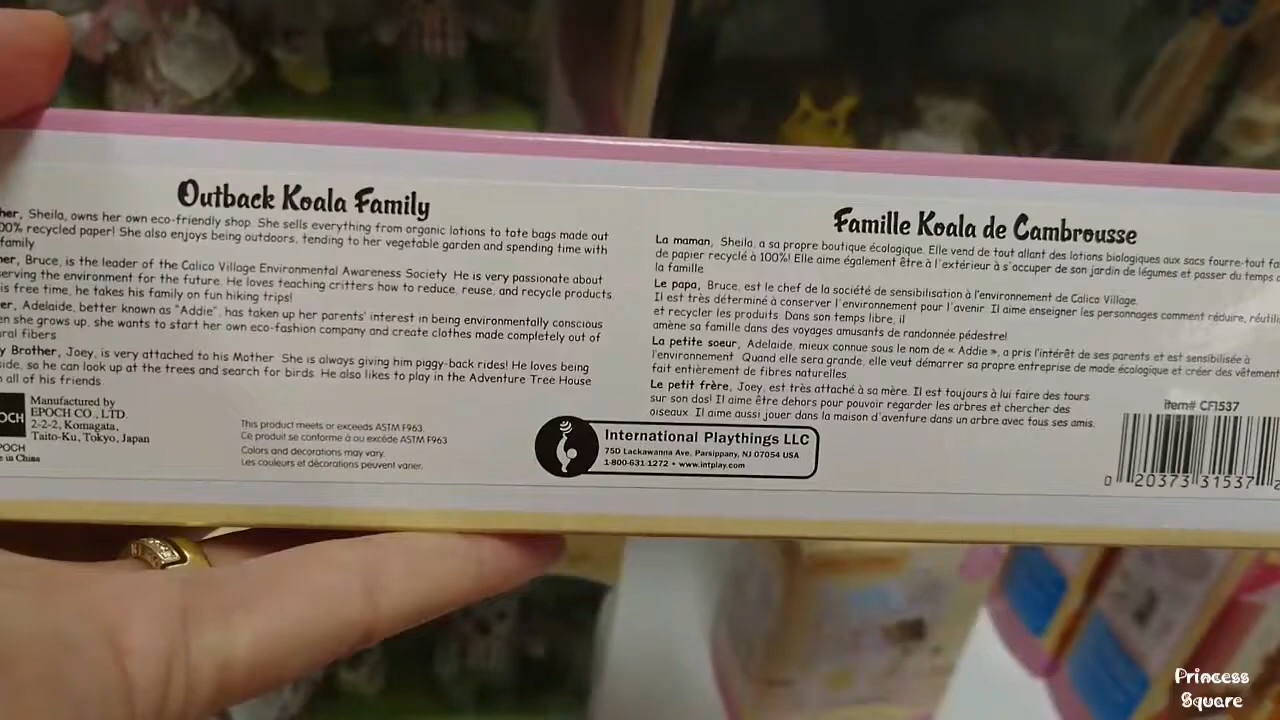 Outback Koala Family
her, Sheila, owns her own eco-friendly shop. She sells everything from organic lotions to tote bags made out
00% recycled paper! She also enjoys being outdoors, tending to her vegetable garden and spending time with
family
er, Bruce, is the leader of the Calico Village Environmental Awareness Society. He is very passionate about
erving the environment for the future. He loves teaching critters how to reduce, reuse, and recycle products.
is free time, he takes his family on fun hiking trips!
er, Adelaide, better known as "Addie", has taken up her parents' interest in being environmentally conscious
en she grows up, she wants to start her own eco-fashion company and create clothes made completely out of
ral fibers
y Brother, Joey, is very attached to his Mother. She is always giving him piggy-back rides! He loves being
side, so he can look up at the trees and search for birds. He also likes to play in the Adventure Tree House
all of his friends
OCH
Manufactured by
EPOCH CO., LTD.
2-2-2, Komagata,
Taito-Ku, Tokyo, Japan
POCH
e in China
This product meets or exceeds ASTM F963.
Ce produit se conforme à ou excède ASTM F963
Colors and decorations may vary.
Les couleurs et décorations peuvent varier.
International Playthings LLC
75D Lackawanna Ave, Parsippany, NJ 07054 USA
1-800-631-1272 • www.intplay.com
Famille Koala de Cambrousse
La maman, Sheila, a sa propre boutique écologique. Elle vend de tout allant des lotions biologiques aux sacs fourre-tout fa
de papier recyclé à 100%! Elle aime également être à l'extérieur à s'occuper de son jardin de légumes et passer du temps
la famille
Le papa, Bruce, est le chef de la société de sensibilisation à l'environnement de Calico Village.
Il est très déterminé à conserver l'environnement pour l'avenir. Il aime enseigner les personnages comment réduire, réutili
et recycler les produits. Dans son temps libre, il
amène sa famille dans des voyages amusants de randonnée pédestre!
La petite soeur, Adelaide, mieux connue sous le nom de « Addie », a pris l'intérêt de ses parents et est sensibilisée à
l'environnement. Quand elle sera grande, elle veut démarrer sa propre entreprise de mode écologique et créer des vêtement
fait entièrement de fibres naturelles.
Le petit frère, Joey, est très attaché à sa mère. Il est toujours à lui faire des tours
sur son dos! Il aime être dehors pour pouvoir regarder les arbres et chercher des
oiseaux. Il aime aussi jouer dans la maison d'aventure dans un arbre avec tous ses amis.
Item# CF1537
0 20373 31537 2
Princess
Square